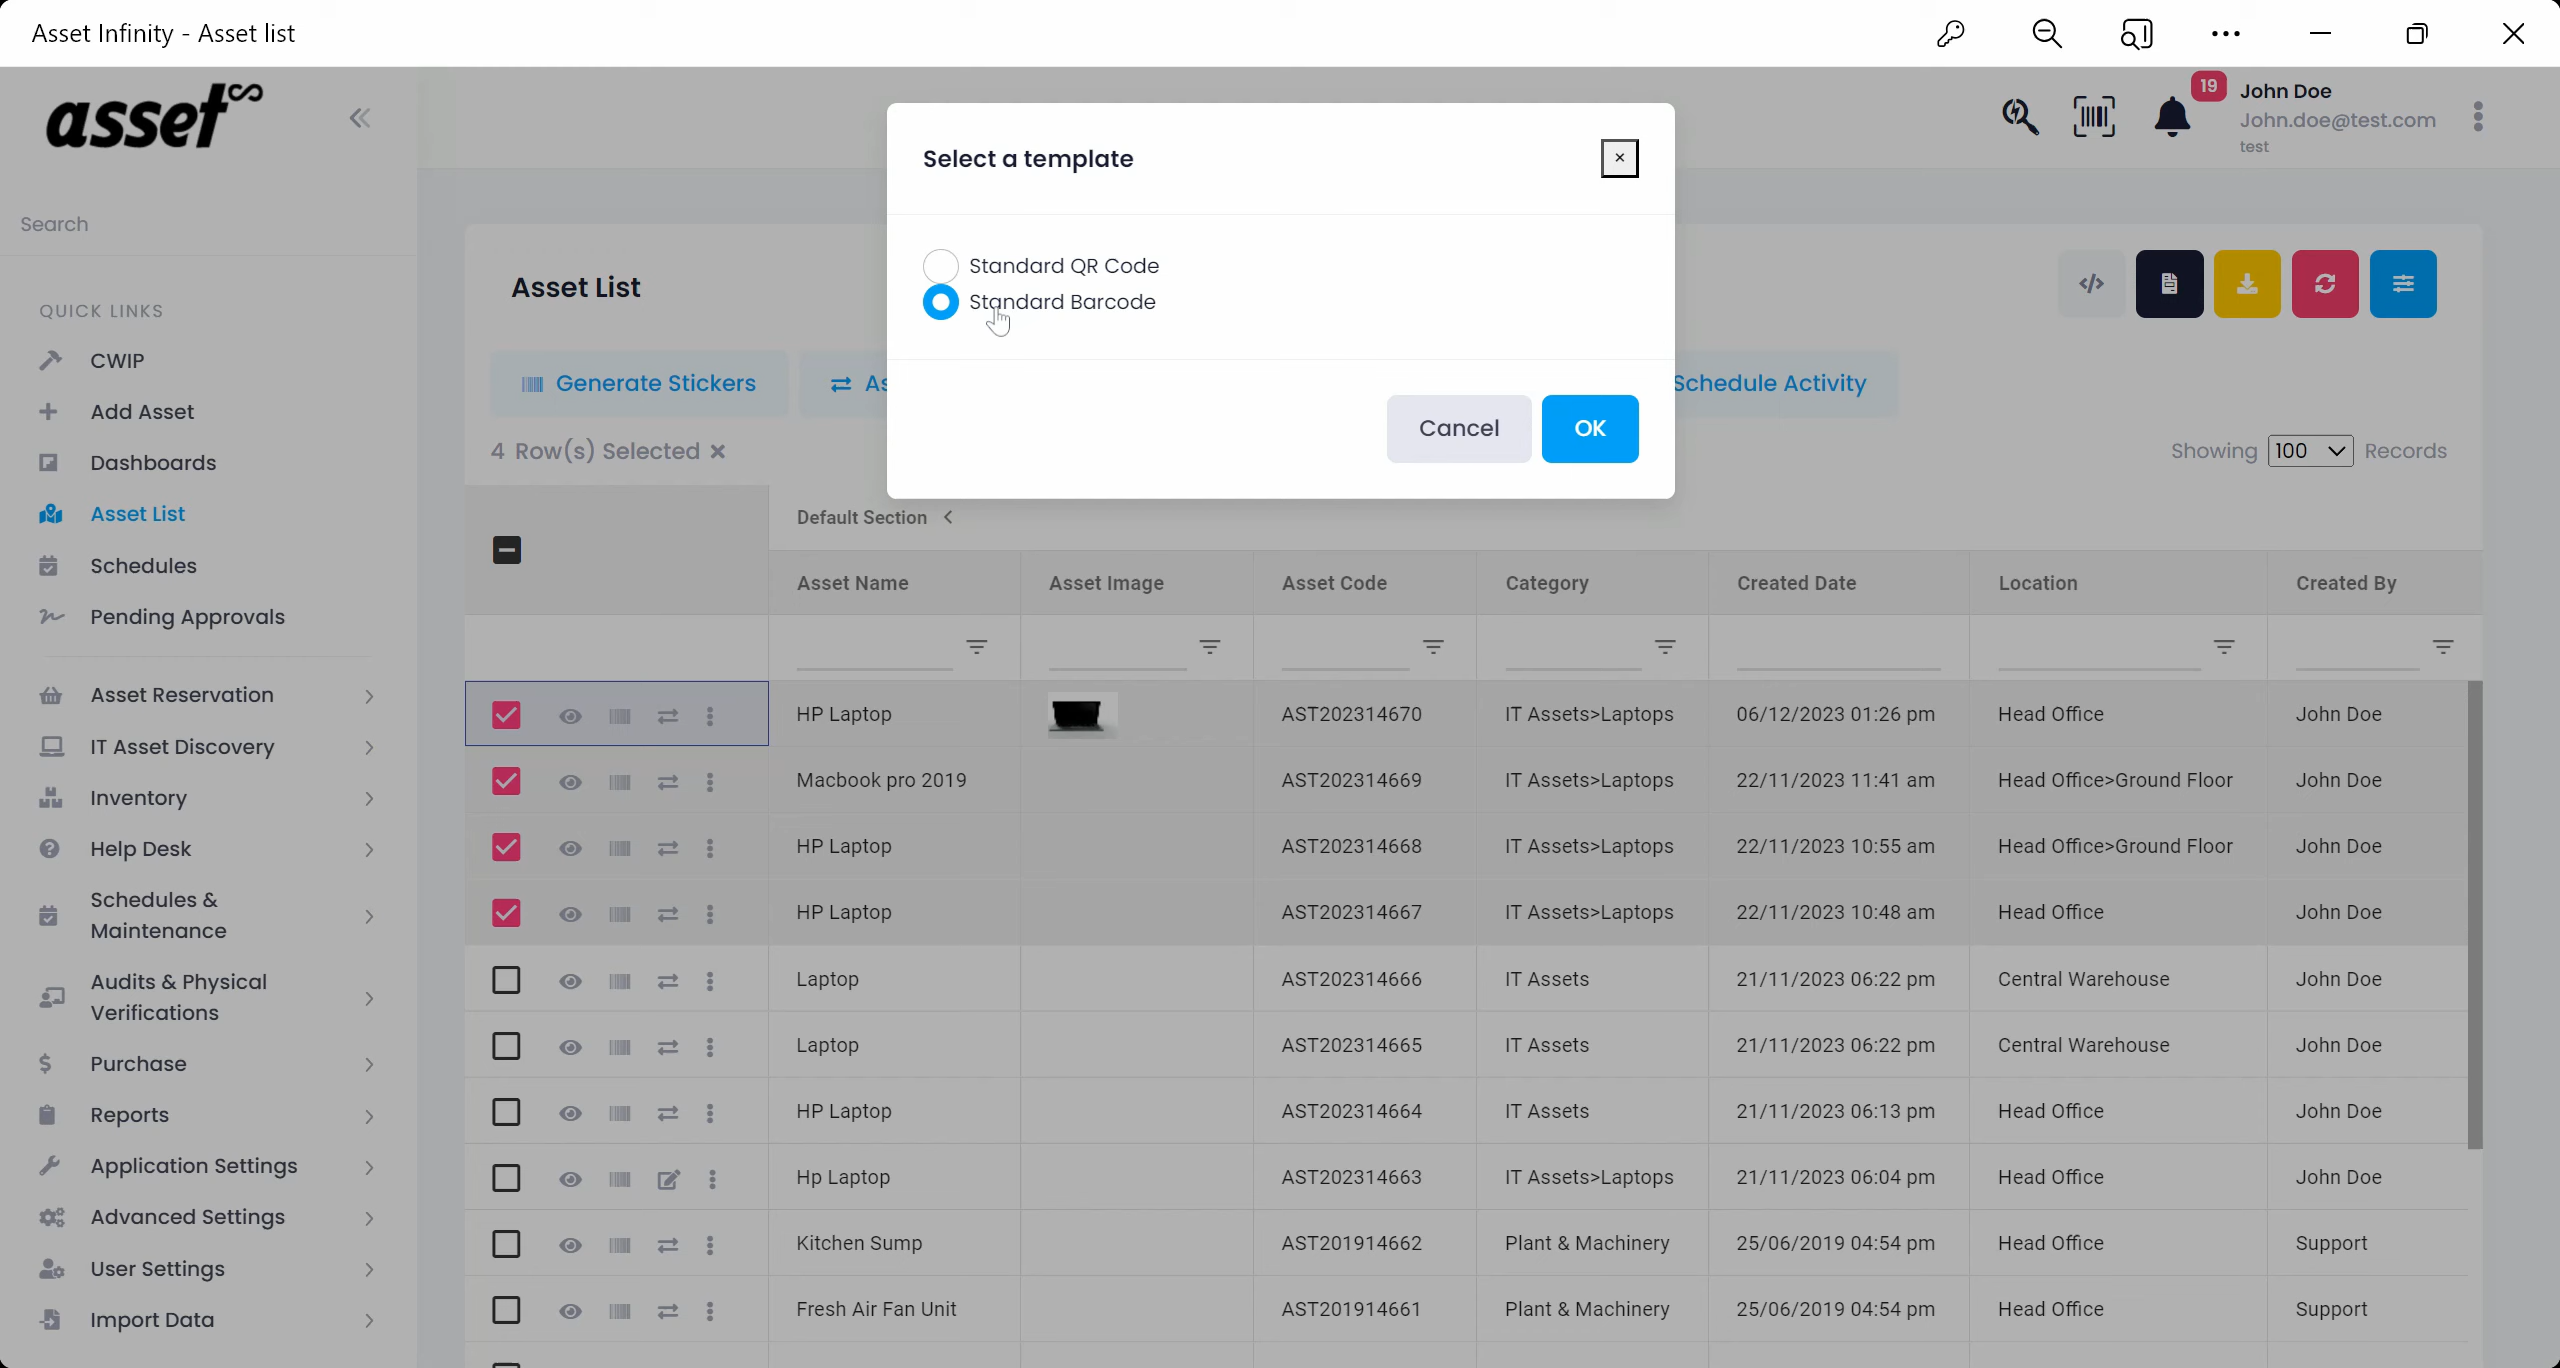 Asset Infinity - Asset list
asset
19
John Doe
John.doe@test.com
test
Search
QUICK LINKS
CWIP
Add Asset
Dashboards
Asset List
Schedules
Pending Approvals
Asset Reservation
IT Asset Discovery
Inventory
Help Desk
Schedules &
Maintenance
Audits & Physical
Verifications
Purchase
Reports
Application Settings
Advanced Settings
User Settings
Import Data
Select a template
Standard QR Code
Standard Barcode
Cancel OK
Asset List
Generate Stickers As Schedule Activity
4 Row(s) Selected
Showing 100 Records
Default Section
Asset Name Asset Image Asset Code Category Created Date Location Created By
HP Laptop AST202314670 IT Assets>Laptops 06/12/2023 01:26 pm Head Office John Doe
Macbook pro 2019 AST202314669 IT Assets>Laptops 22/11/2023 11:41 am Head Office>Ground Floor John Doe
HP Laptop AST202314668 IT Assets>Laptops 22/11/2023 10:55 am Head Office>Ground Floor John Doe
HP Laptop AST202314667 IT Assets>Laptops 22/11/2023 10:48 am Head Office John Doe
Laptop AST202314666 IT Assets 21/11/2023 06:22 pm Central Warehouse John Doe
Laptop AST202314665 IT Assets 21/11/2023 06:22 pm Central Warehouse John Doe
HP Laptop AST202314664 IT Assets 21/11/2023 06:13 pm Head Office John Doe
Hp Laptop AST202314663 IT Assets>Laptops 21/11/2023 06:04 pm Head Office John Doe
Kitchen Sump AST201914662 Plant & Machinery 25/06/2019 04:54 pm Head Office Support
Fresh Air Fan Unit AST201914661 Plant & Machinery 25/06/2019 04:54 pm Head Office Support